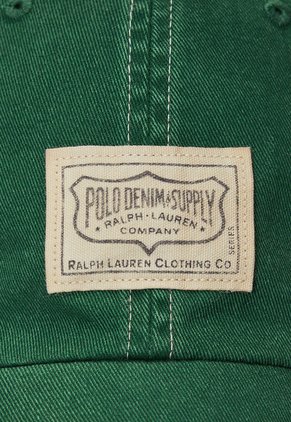 POLO DENIM & SUPPLY
RALPH · LAUREN
COMPANY
SERIES
RALPH LAUREN CLOTHING CO